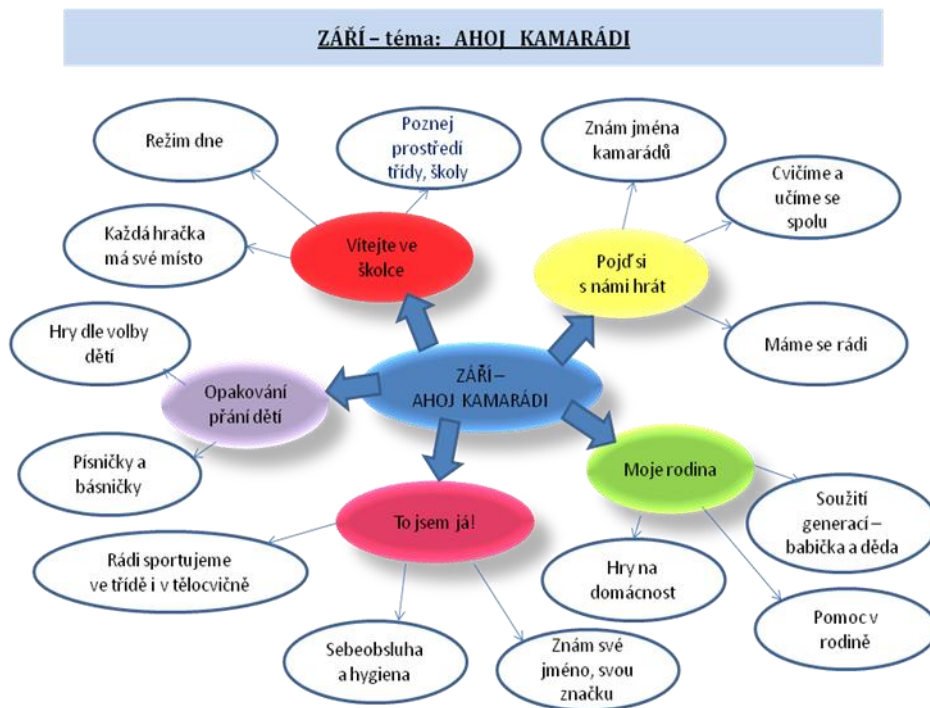 ZÁŘÍ – téma: AHOJ KAMARÁDI
Režim dne
Poznej
prostředí
třídy, školy
Znám jména
kamarádů
Cvičíme a
učíme se
spolu
Každá hračka
má své místo
Vítejte ve
školce
Pojď si
s námi hrát
Hry dle volby
dětí
Máme se rádi
ZÁŘÍ –
AHOJ KAMARÁDI
Opakování
přání dětí
Písničky a
básničky
Moje rodina
Soužití
generací –
babička a děda
To jsem já!
Rádi sportujeme
ve třídě i v tělocvičně
Hry na
domácnost
Pomoc v
rodině
Sebeobsluha
a hygiena
Znám své
jméno, svou
značku